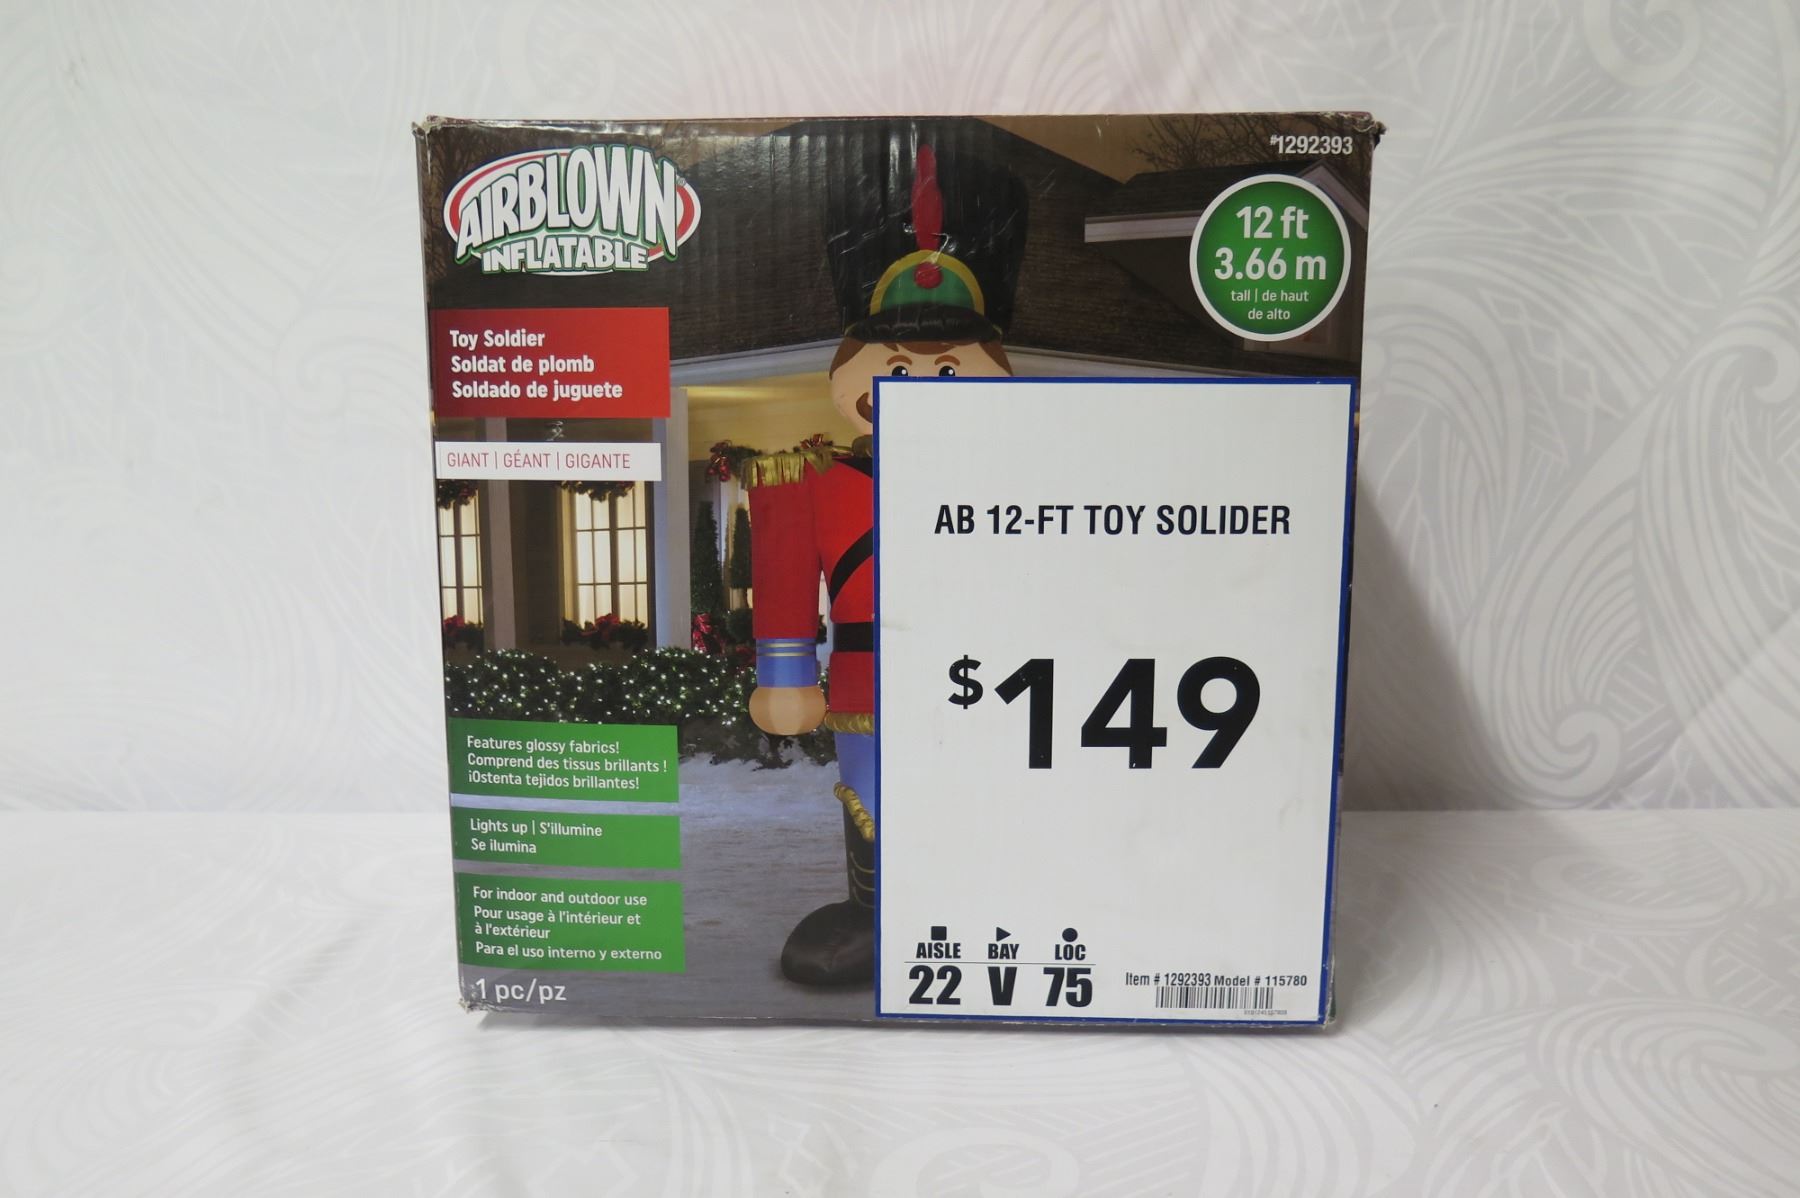 AIRBLOWN®
INFLATABLE
#1292393
12 ft
3.66 m
tall | de haut
de alto
Toy Soldier
Soldat de plomb
Soldado de juguete
GIANT | GÉANT | GIGANTE
Features glossy fabrics!
Comprend des tissus brillants !
¡Ostenta tejidos brillantes!
Lights up | S'illumine
Se ilumina
For indoor and outdoor use
Pour usage à l'intérieur et
à l'extérieur
Para el uso interno y externo
1 pc/pz
AB 12-FT TOY SOLIDER
$149
AISLE BAY LOC
22 V 75
Item # 1292393 Model # 115780